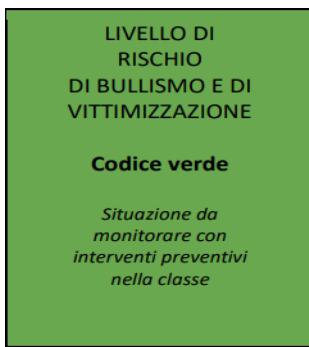 LIVELLO DI
RISCHIO
DI BULLISMO E DI
VITTIMIZZAZIONE
Codice verde
Situazione da
monitorare con
interventi preventivi
nella classe